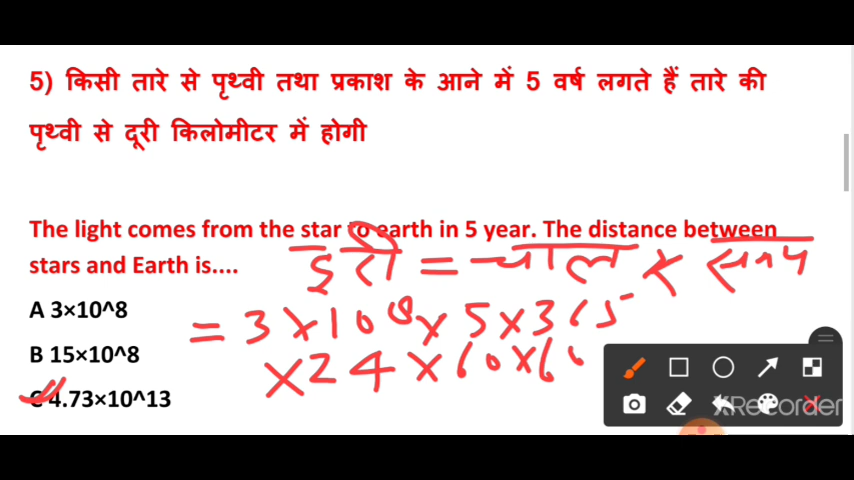 5) किसी तारे से पृथ्वी तथा प्रकाश के आने में 5 वर्ष लगते हैं तारे की
पृथ्वी से दूरी किलोमीटर में होगी
The light comes from the star to earth in 5 year. The distance between
stars and Earth is....
दूरी = चाल × समय
A 3×10^8
= 3 × 10 8 × 5 × 365
B 15×10^8
× 24 × 60 × 60
C 4.73×10^13
XRecorder